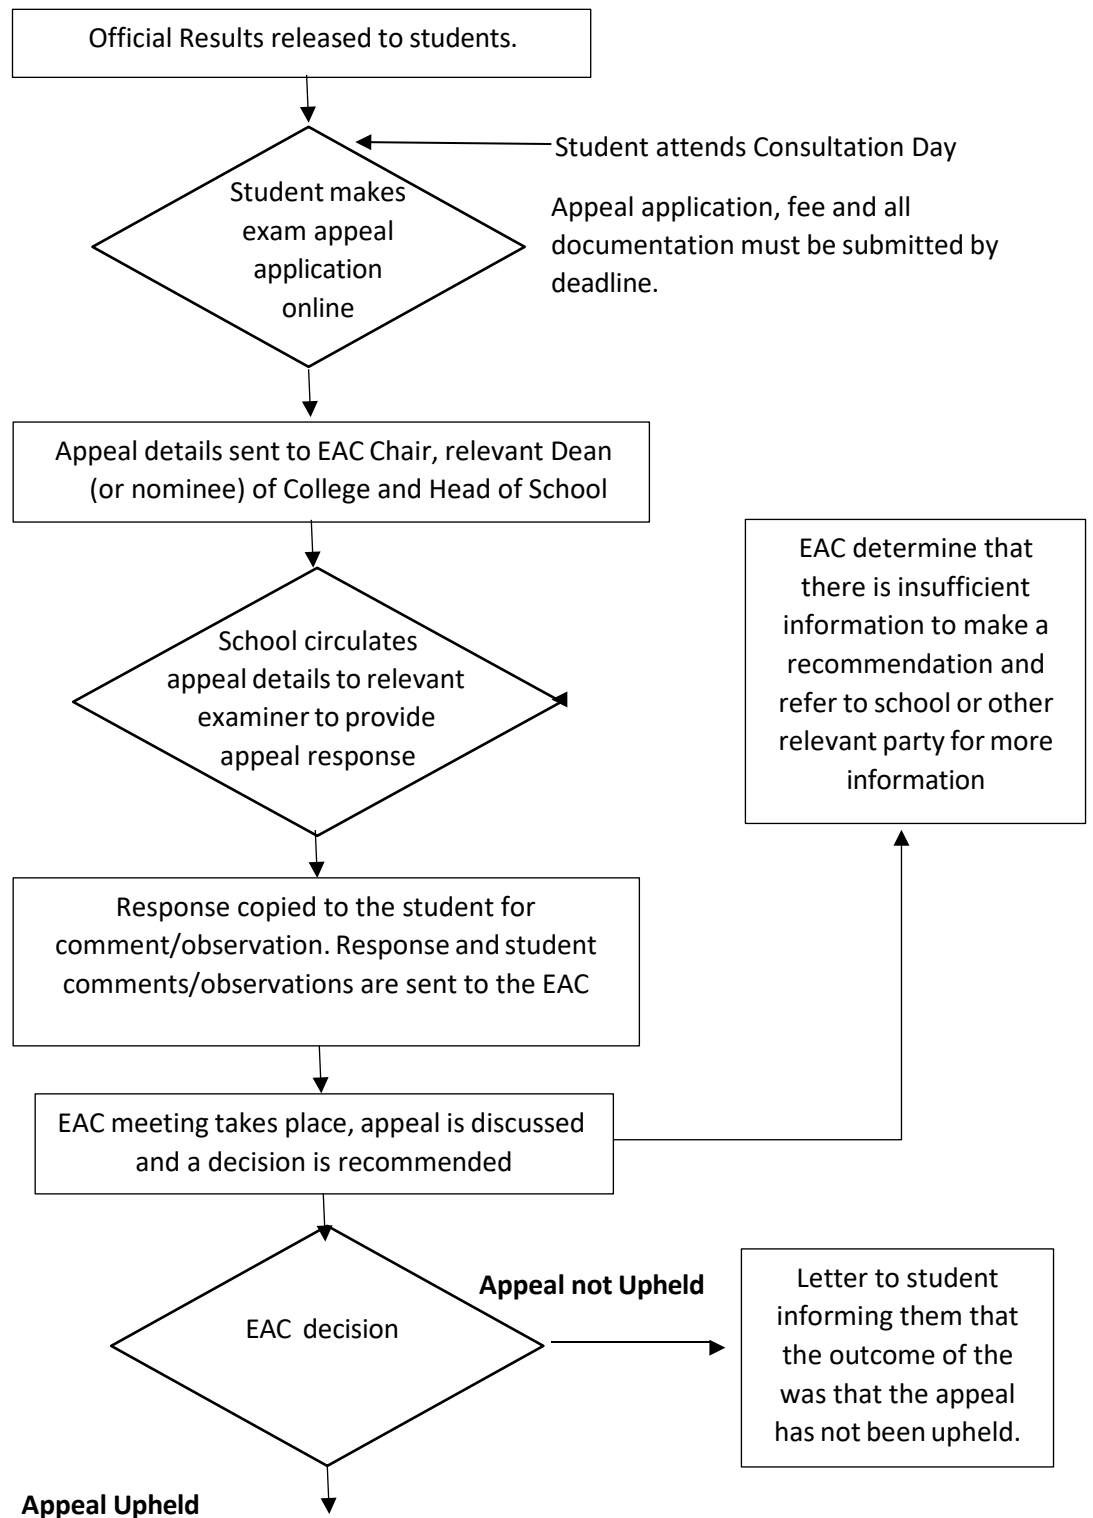 Official Results released to students.
Student attends Consultation Day
Student makes
exam appeal
application
online
Appeal application, fee and all
documentation must be submitted by
deadline.
Appeal details sent to EAC Chair, relevant Dean
(or nominee) of College and Head of School
School circulates
appeal details to relevant
examiner to provide
appeal response
EAC determine that
there is insufficient
information to make a
recommendation and
refer to school or other
relevant party for more
information
Response copied to the student for
comment/observation. Response and student
comments/observations are sent to the EAC
EAC meeting takes place, appeal is discussed
and a decision is recommended
EAC decision
Appeal not Upheld
Letter to student
informing them that
the outcome of the
was that the appeal
has not been upheld.
Appeal Upheld